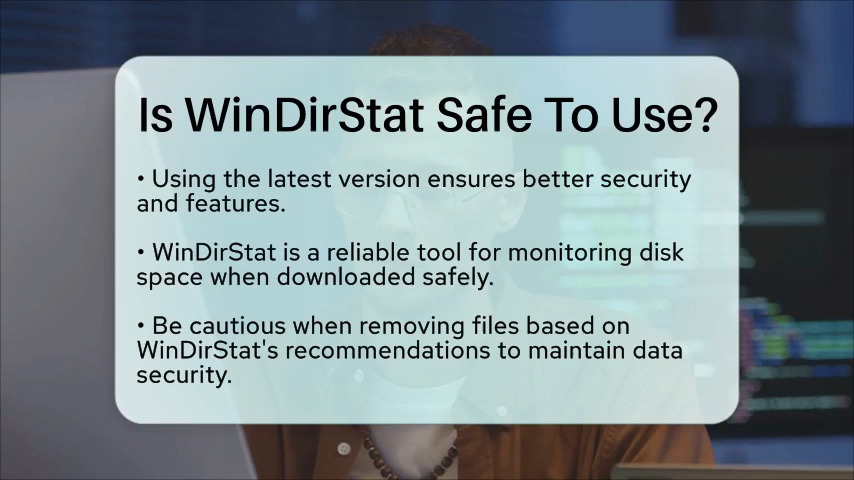 Is WinDirStat Safe To Use?
• Using the latest version ensures better security
and features.
• WinDirStat is a reliable tool for monitoring disk
space when downloaded safely.
• Be cautious when removing files based on
WinDirStat's recommendations to maintain data
security.